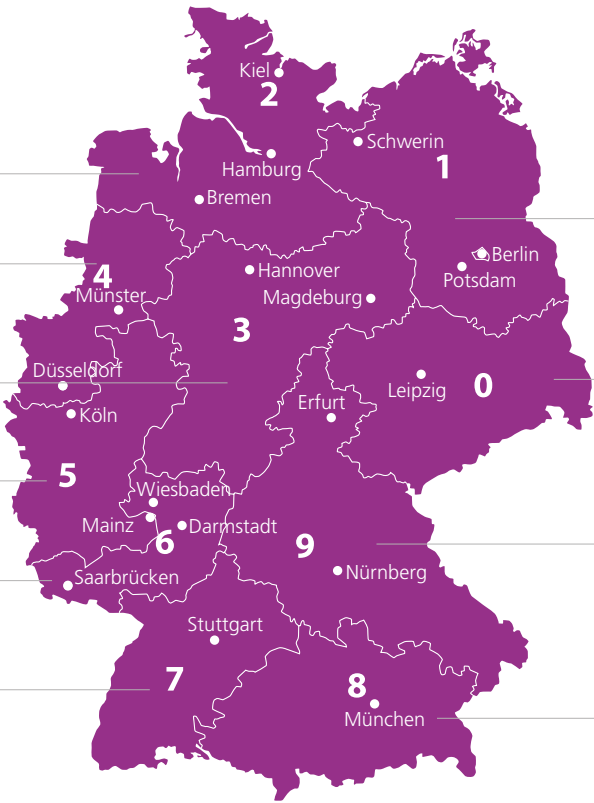 Kiel
2
Schwerin
1
Hamburg
Bremen
Berlin
Hannover
Potsdam
4
Münster
Magdeburg
3
Düsseldorf
Leipzig
0
Erfurt
Köln
5
Wiesbaden
Mainz
Darmstadt
6
9
Saarbrücken
Nürnberg
Stuttgart
7
8
München